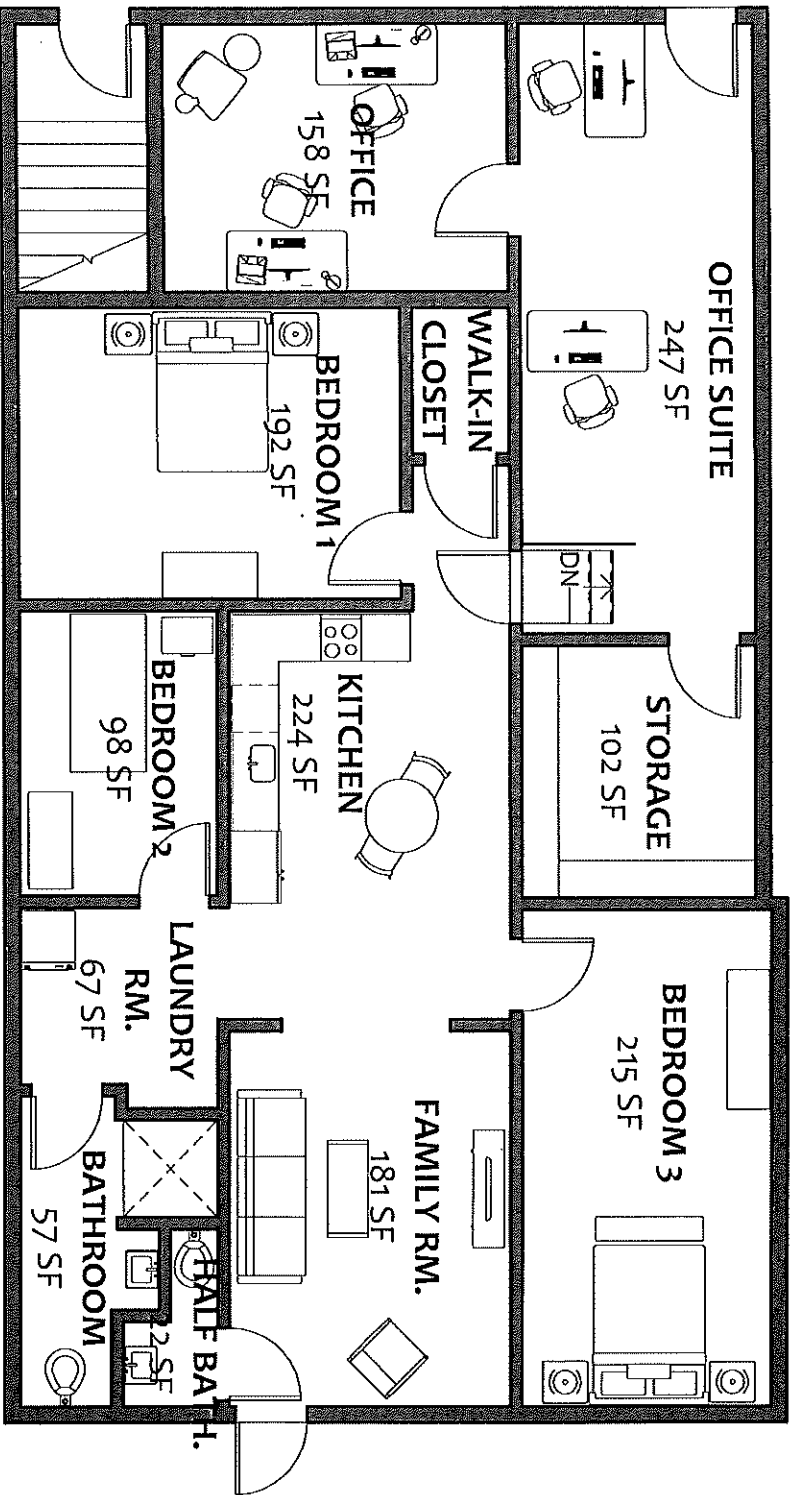 OFFICE SUITE
247 SF
OFFICE
158 SF
WALK-IN
CLOSET
BEDROOM 1
192 SF
DN
STORAGE
102 SF
KITCHEN
224 SF
BEDROOM 2
98 SF
LAUNDRY
RM.
67 SF
BEDROOM 3
215 SF
FAMILY RM.
181 SF
BATHROOM
57 SF
HALF BATH.
22 SF